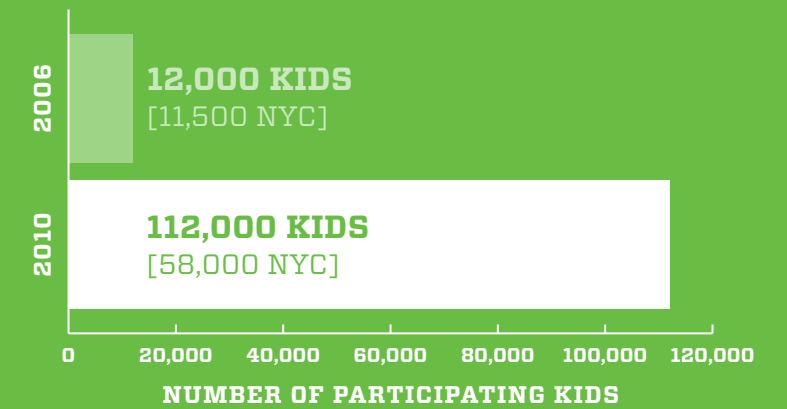 2006
12,000 KIDS
[11,500 NYC]
2010
112,000 KIDS
[58,000 NYC]
0 20,000 40,000 60,000 80,000 100,000 120,000
NUMBER OF PARTICIPATING KIDS